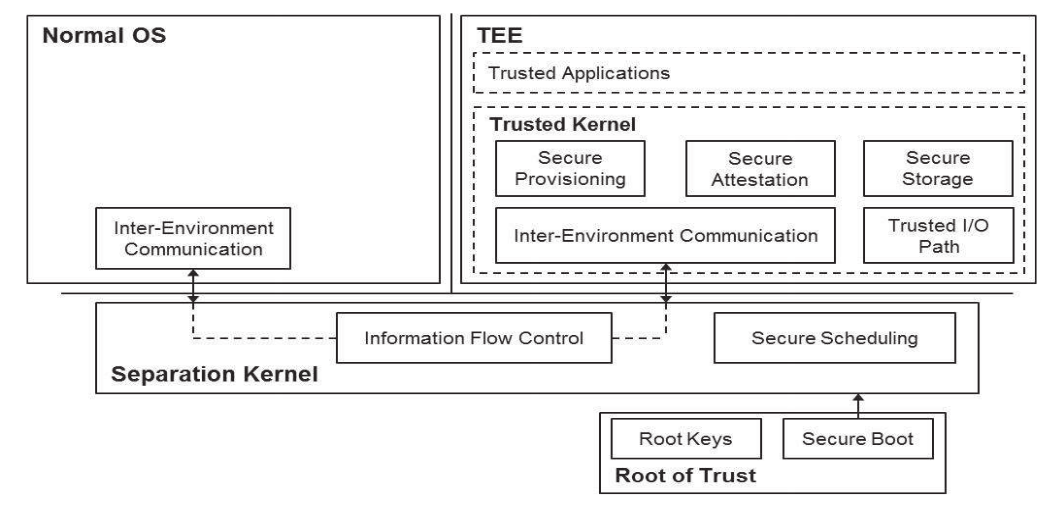 Normal OS
Inter-Environment
Communication
TEE
Trusted Applications
Trusted Kernel
Secure
Provisioning
Secure
Attestation
Secure
Storage
Inter-Environment Communication
Trusted I/O
Path
Information Flow Control
Secure Scheduling
Separation Kernel
Root Keys
Secure Boot
Root of Trust